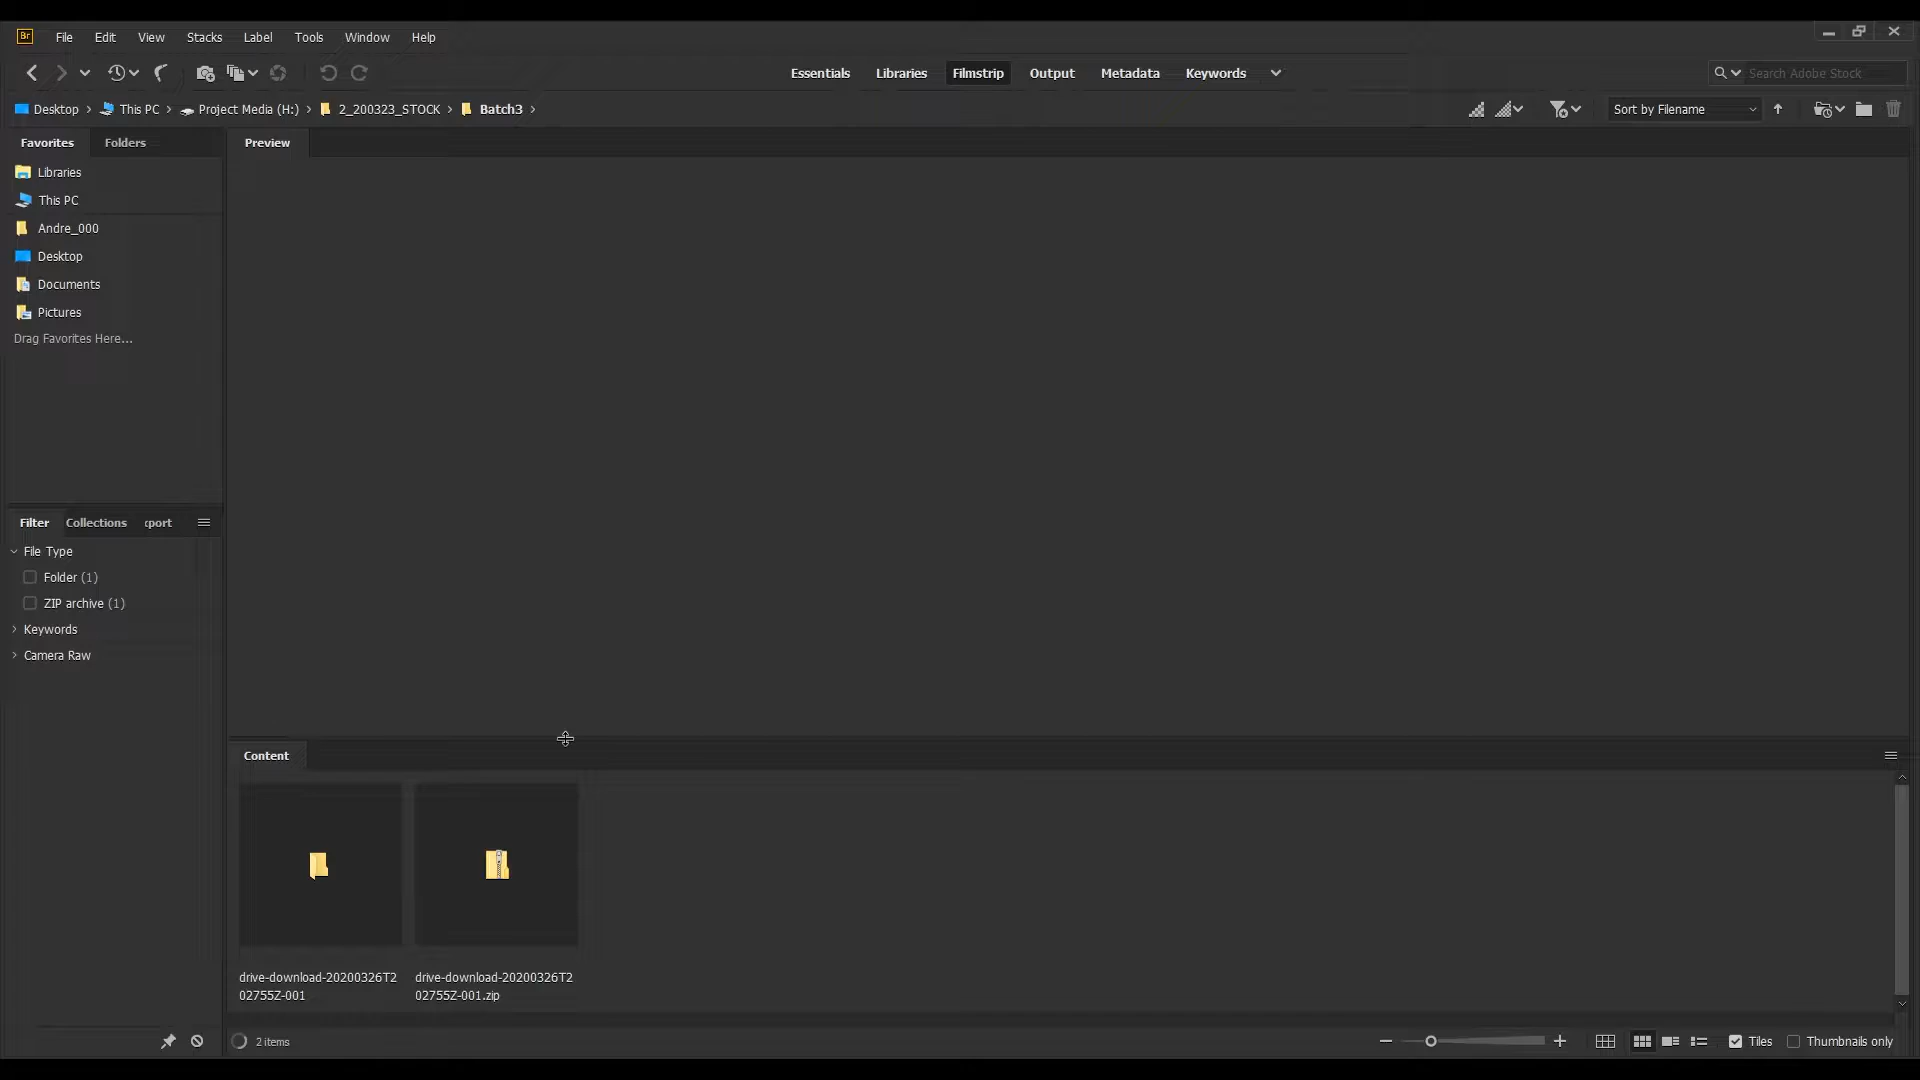 Br File Edit View Stacks Label Tools Window Help
Essentials Libraries Filmstrip Output Metadata Keywords Search Adobe Stock
Desktop This PC Project Media (H:) 2_200323_STOCK Batch3 Sort by Filename
Favorites Folders Preview
Libraries
This PC
Andre_000
Desktop
Documents
Pictures
Drag Favorites Here...
Filter Collections xport
File Type
Folder (1)
ZIP archive (1)
Keywords
Camera Raw
Content
drive-download-20200326T2
02755Z-001
drive-download-20200326T2
02755Z-001.zip
2 items Tiles Thumbnails only